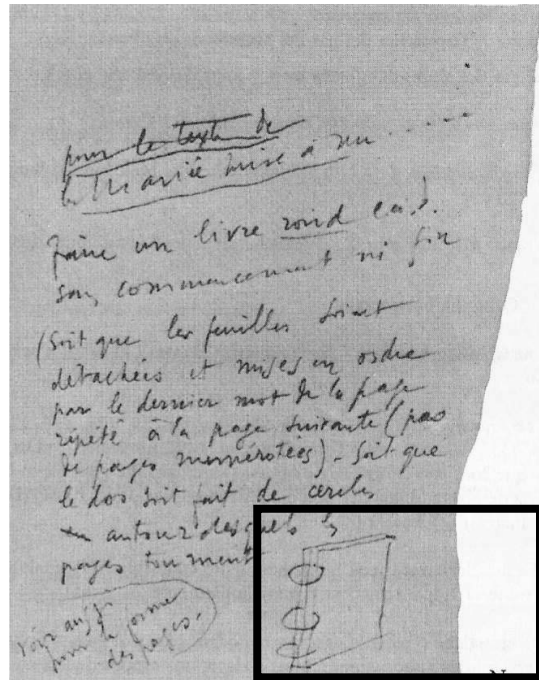 pour le texte de
la Mariée mise à nu ......
Faire un livre rond c.à.d.
sans commencement ni fin
(Soit que les feuilles soient
détachées et mises en ordre
par le dernier mot de la page
répété à la page suivante (pas
de pages numérotées) - Soit que
le dos soit fait de cercles
autour desquels les
pages tournent
voir aussi
pour la forme
des pages.